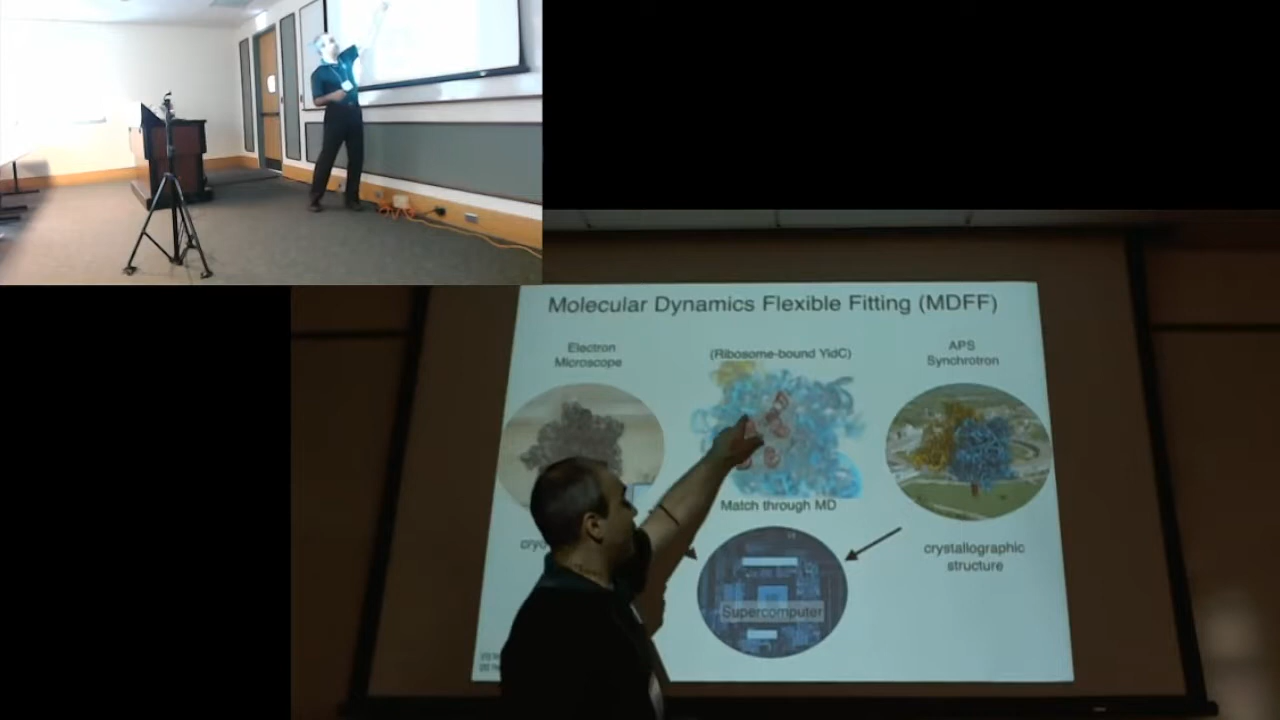 Molecular Dynamics Flexible Fitting (MDFF)
Electron
Microscope
(Ribosome-bound YidC)
APS
Synchrotron
Match through MD
crystallographic
structure
Supercomputer